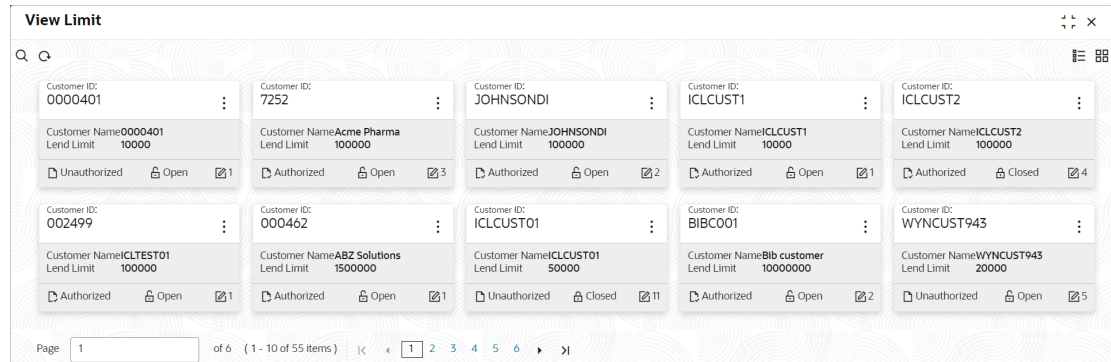 View Limit
Customer ID: Customer ID: Customer ID: Customer ID: Customer ID:
0000401 7252 JOHNSONDI ICLCUST1 ICLCUST2
Customer Name0000401 Customer NameAcme Pharma Customer NameJOHNSONDI Customer NameICLCUST1 Customer NameICLCUST2
Lend Limit 10000 Lend Limit 100000 Lend Limit 100000 Lend Limit 10000 Lend Limit 100000
Unauthorized Open 1 Authorized Open 3 Authorized Open 2 Authorized Open 1 Authorized Closed 4
Customer ID: Customer ID: Customer ID: Customer ID: Customer ID:
002499 000462 ICLCUST01 BIBC001 WYNCUST943
Customer NameICLTEST01 Customer NameABZ Solutions Customer NameICLCUST01 Customer NameBib customer Customer NameWYNCUST943
Lend Limit 100000 Lend Limit 1500000 Lend Limit 50000 Lend Limit 10000000 Lend Limit 20000
Authorized Open 1 Authorized Open 1 Unauthorized Closed 11 Authorized Open 2 Unauthorized Open 5
Page 1 of 6 ( 1 - 10 of 55 items ) 1 2 3 4 5 6